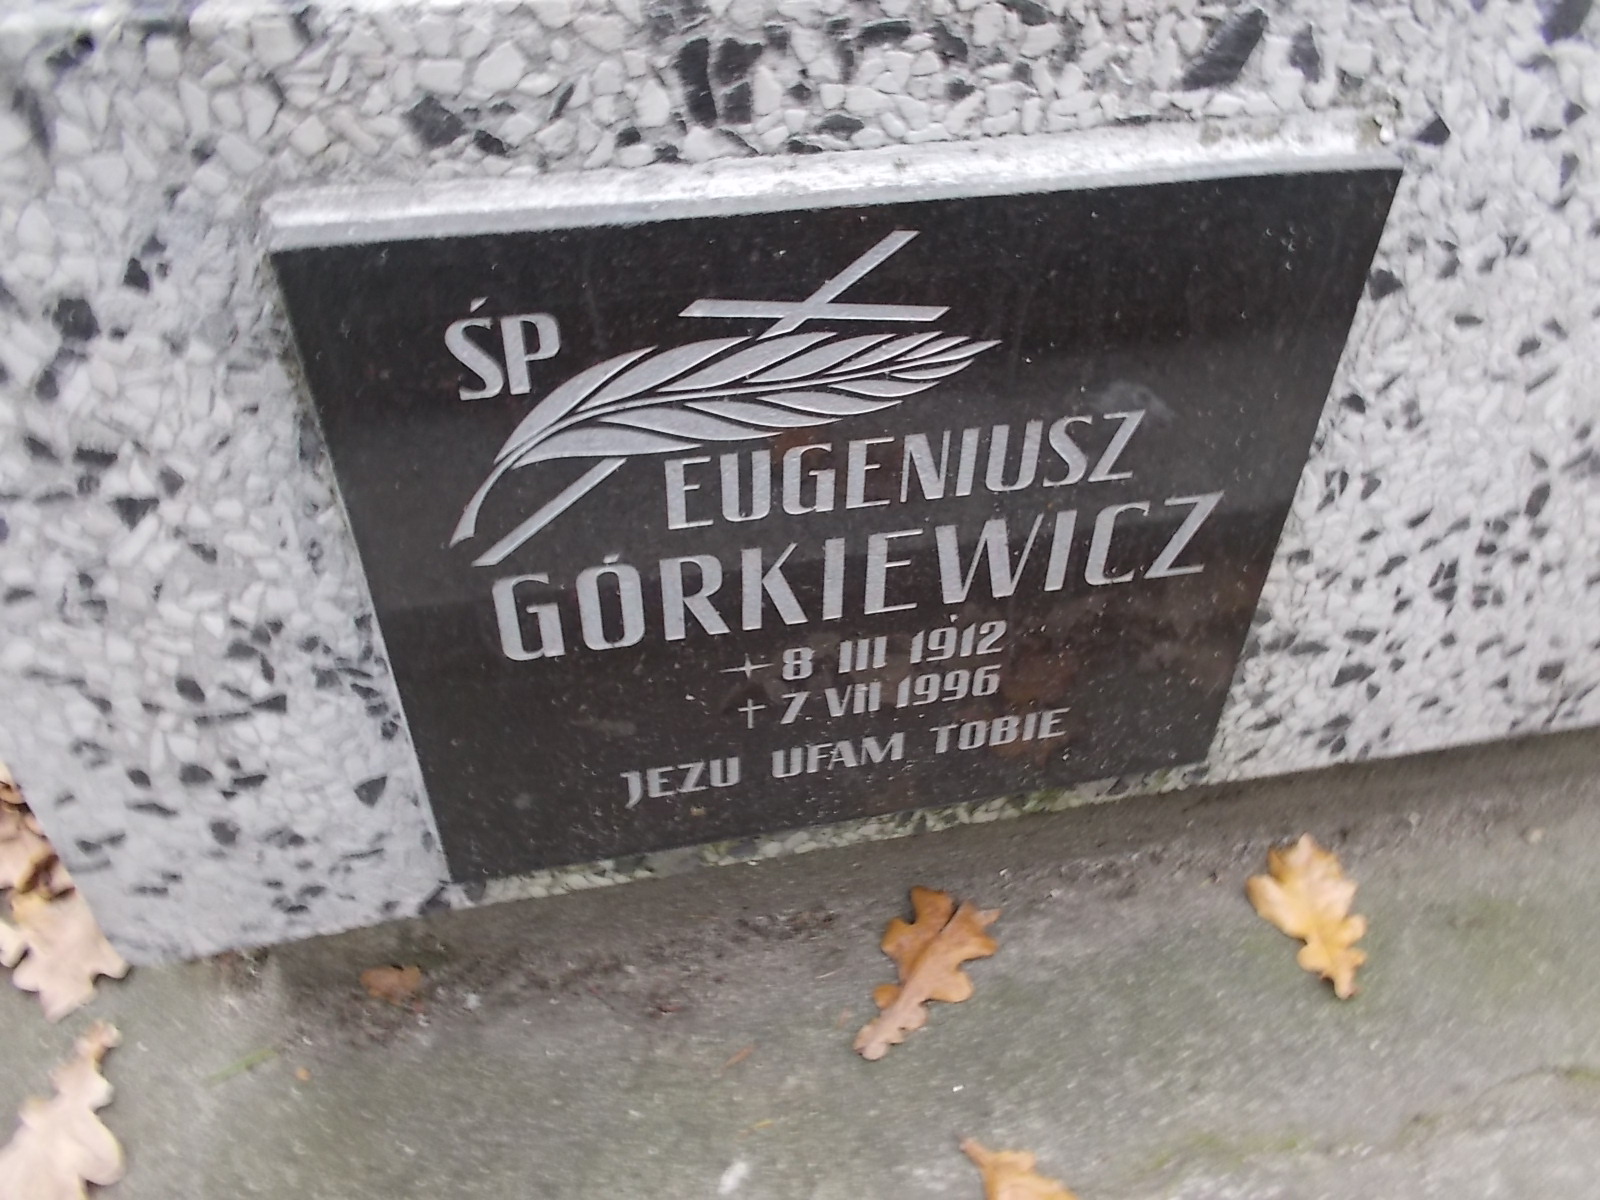 ŚP
EUGENIUSZ
GÓRKIEWICZ
8 III 1912
7 VII 1996
JEZU UFAM TOBIE